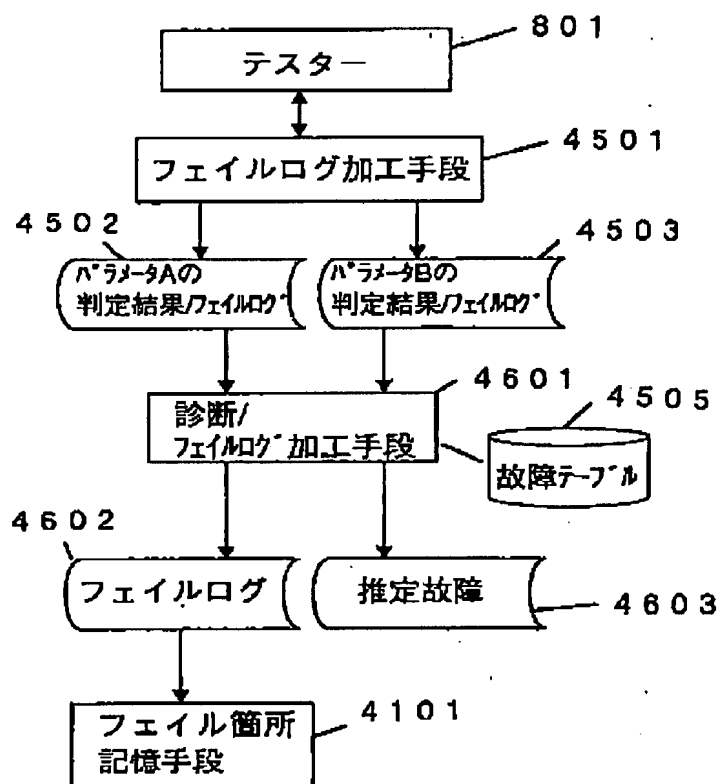 801
テスター
4501
フェイルログ加工手段
4502
4503
ﾊﾟﾗﾒｰﾀAの
判定結果/ﾌｪｲﾙﾛｸﾞ
ﾊﾟﾗﾒｰﾀBの
判定結果/ﾌｪｲﾙﾛｸﾞ
4601
4505
診断/
ﾌｪｲﾙﾛｸﾞ加工手段
故障ﾃｰﾌﾞﾙ
4602
フェイルログ
推定故障
4603
4101
フェイル箇所
記憶手段